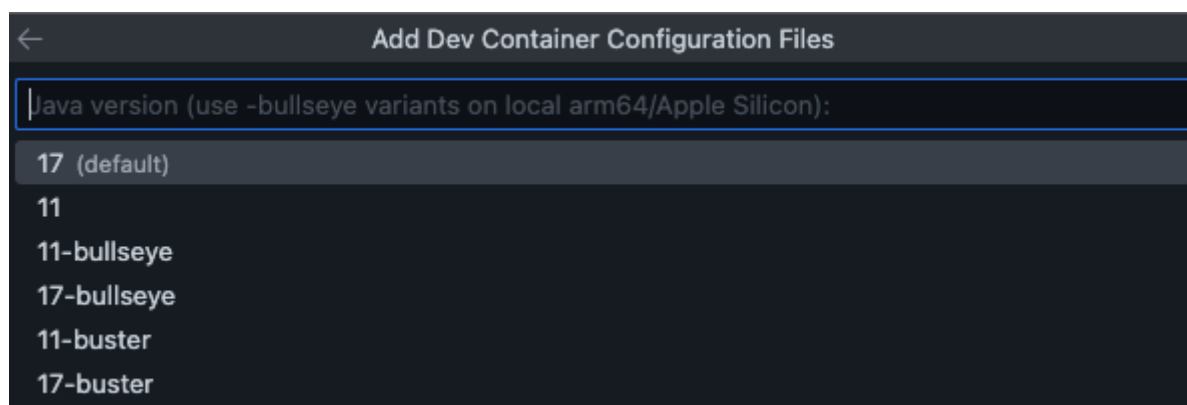 Add Dev Container Configuration Files
Java version (use -bullseye variants on local arm64/Apple Silicon):
17 (default)
11
11-bullseye
17-bullseye
11-buster
17-buster